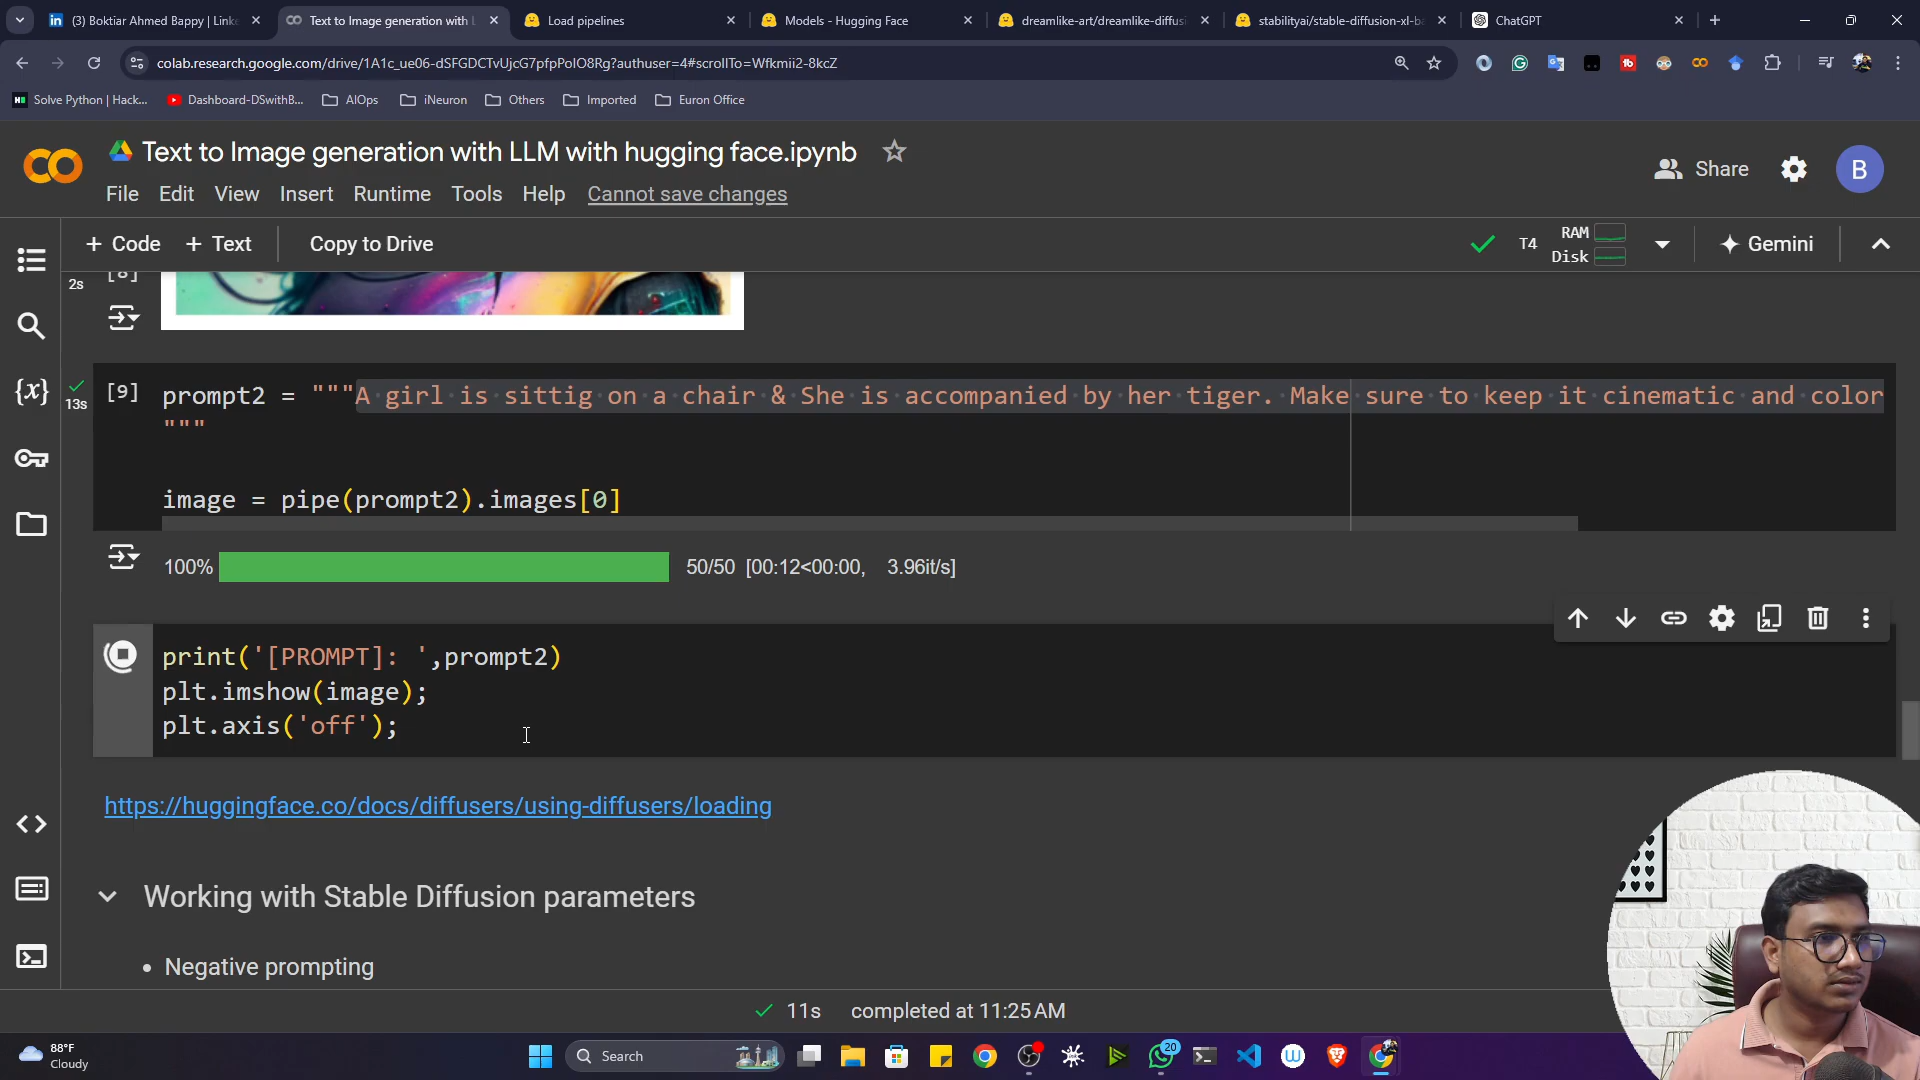 (3) Boktiar Ahmed Bappy | Linke
Text to Image generation with L
Load pipelines
Models - Hugging Face
dreamlike-art/dreamlike-diffusi
stabilityai/stable-diffusion-xl-ba
ChatGPT
colab.research.google.com/drive/1A1c_ue06-dSFGDCTvUjcG7pfpPoIO8Rg?authuser=4#scrollTo=Wfkmii2-8kcZ
Solve Python | Hack...
Dashboard-DSwithB...
AIOps
iNeuron
Others
Imported
Euron Office
Text to Image generation with LLM with hugging face.ipynb
Share
B
File Edit View Insert Runtime Tools Help Cannot save changes
+ Code + Text Copy to Drive
T4 RAM
Disk
Gemini
[8]
2s
[9] prompt2 = """A girl is sittig on a chair & She is accompanied by her tiger. Make sure to keep it cinematic and color
13s
"""
image = pipe(prompt2).images[0]
100% 50/50 [00:12<00:00, 3.96it/s]
print('[PROMPT]: ',prompt2)
plt.imshow(image);
plt.axis('off');
https://huggingface.co/docs/diffusers/using-diffusers/loading
Working with Stable Diffusion parameters
• Negative prompting
11s completed at 11:25 AM
88°F
Cloudy
Search
20